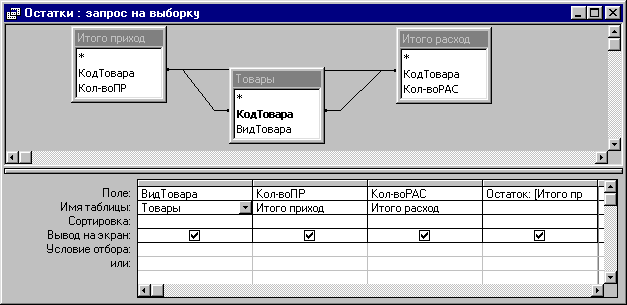 Остатки : запрос на выборку
Итого приход
*
КодТовара
Кол-воПР
Товары
*
КодТовара
ВидТовара
Итого расход
*
КодТовара
Кол-воРАС
Поле: ВидТовара Кол-воПР Кол-воРАС Остаток: [Итого пр
Имя таблицы: Товары Итого приход Итого расход
Сортировка:
Вывод на экран:
Условие отбора:
или: